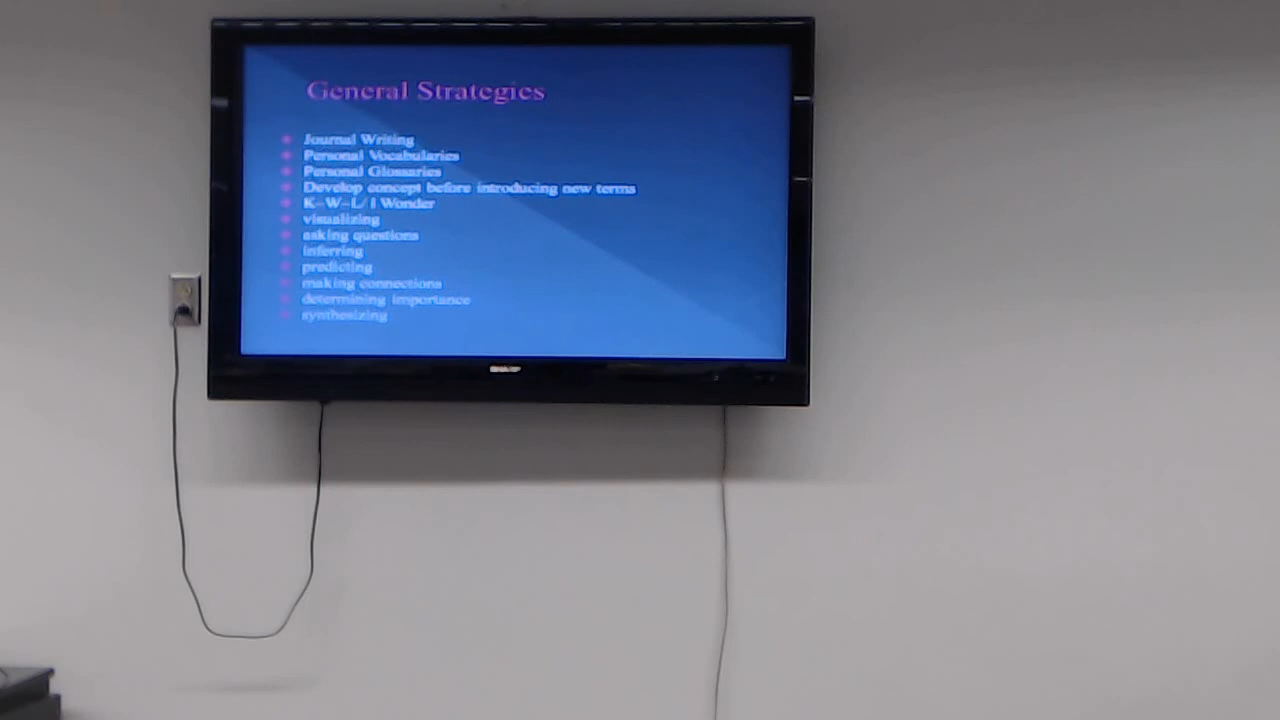 General Strategies
Journal Writing
Personal Vocabularies
Personal Glossaries
Develop concept before introducing new terms
K-W-L/ I Wonder
visualizing
asking questions
inferring
predicting
making connections
determining importance
synthesizing
SHARP